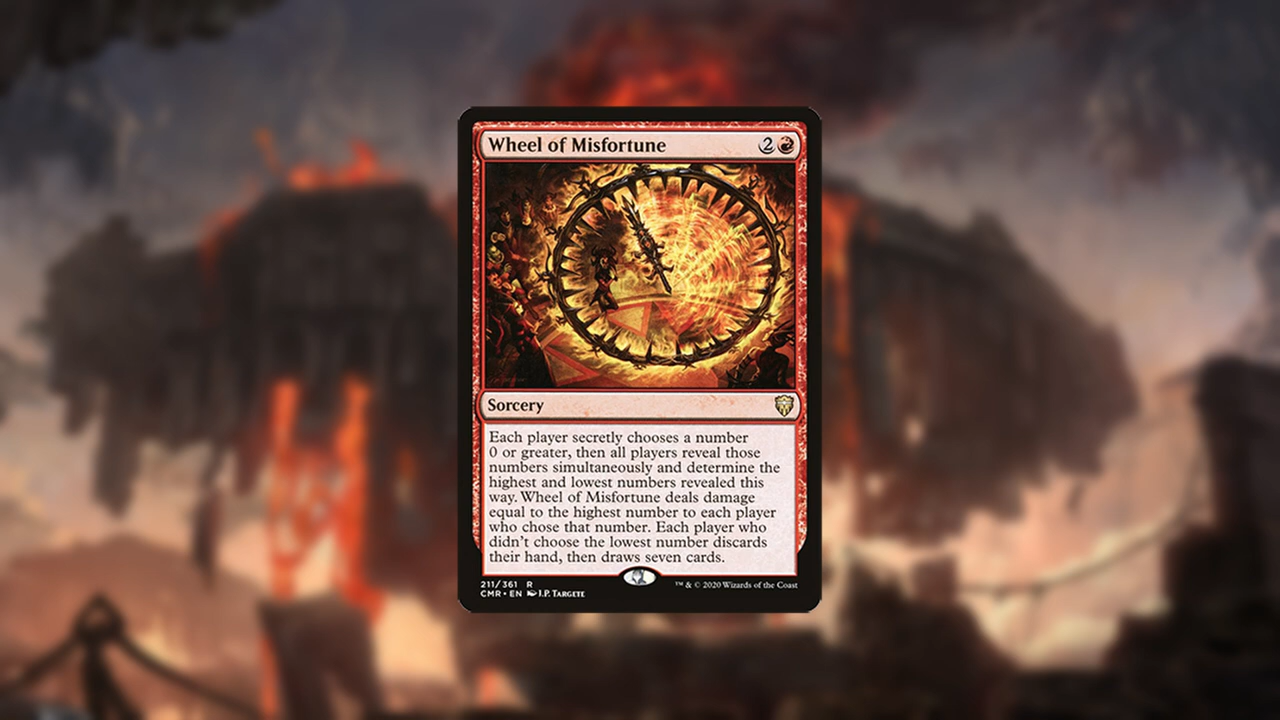 Wheel of Misfortune 2
Sorcery
Each player secretly chooses a number
0 or greater, then all players reveal those
numbers simultaneously and determine the
highest and lowest numbers revealed this
way. Wheel of Misfortune deals damage
equal to the highest number to each player
who chose that number. Each player who
didn't choose the lowest number discards
their hand, then draws seven cards.
211/361 R
™ & © 2020 Wizards of the Coast
CMR • EN J.P. Targete